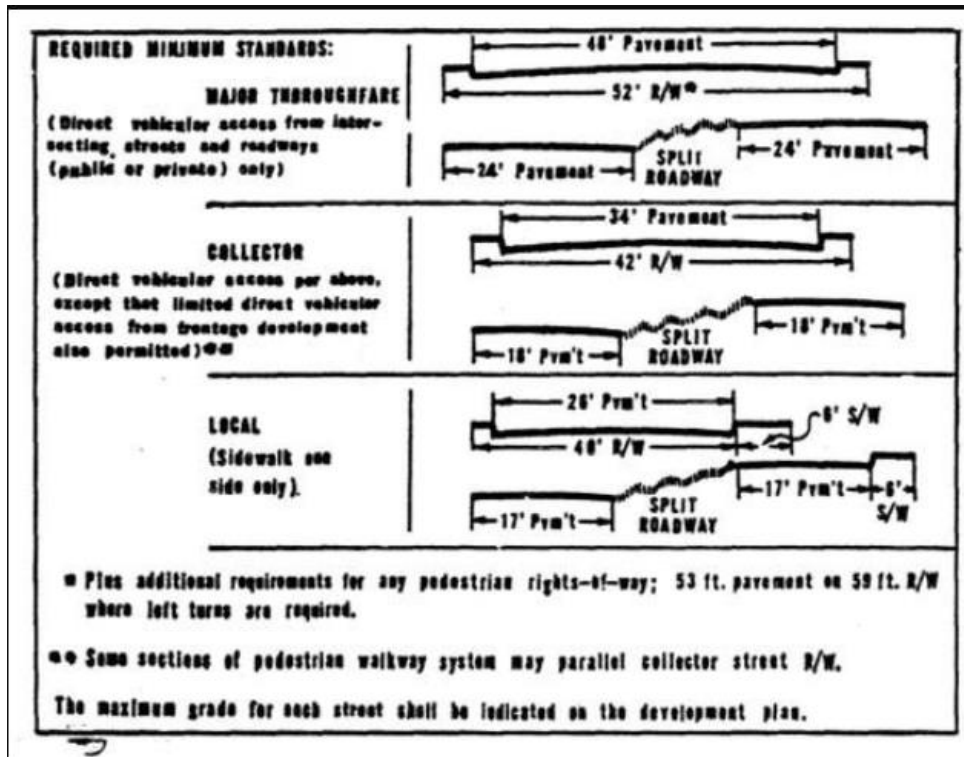 REQUIRED MINIMUM STANDARDS:
Pavement
MAJOR THOROUGHFARE
52' R/W*
(Direct vehicular access from inter-
secting, streets and roadways
(public or private) only)
24' Pavement
SPLIT
ROADWAY
24' Pavement
34' Pavement
COLLECTOR
42' R/W
(Direct vehicular access per above,
except that limited direct vehicular
access from frontage development
also permitted)**
18' Pvm't
SPLIT
ROADWAY
18' Pvm't
26' Pvm't
6' S/W
LOCAL
40' R/W
(Sidewalk one
side only).
17' Pvm't
SPLIT
ROADWAY
17' Pvm't
6'
S/W
* Plus additional requirements for any pedestrian rights-of-way; 53 ft. pavement on 59 ft. R/W
where left turns are required.
** Some sections of pedestrian walkway system may parallel collector street R/W.
The maximum grade for each street shall be indicated on the development plan.